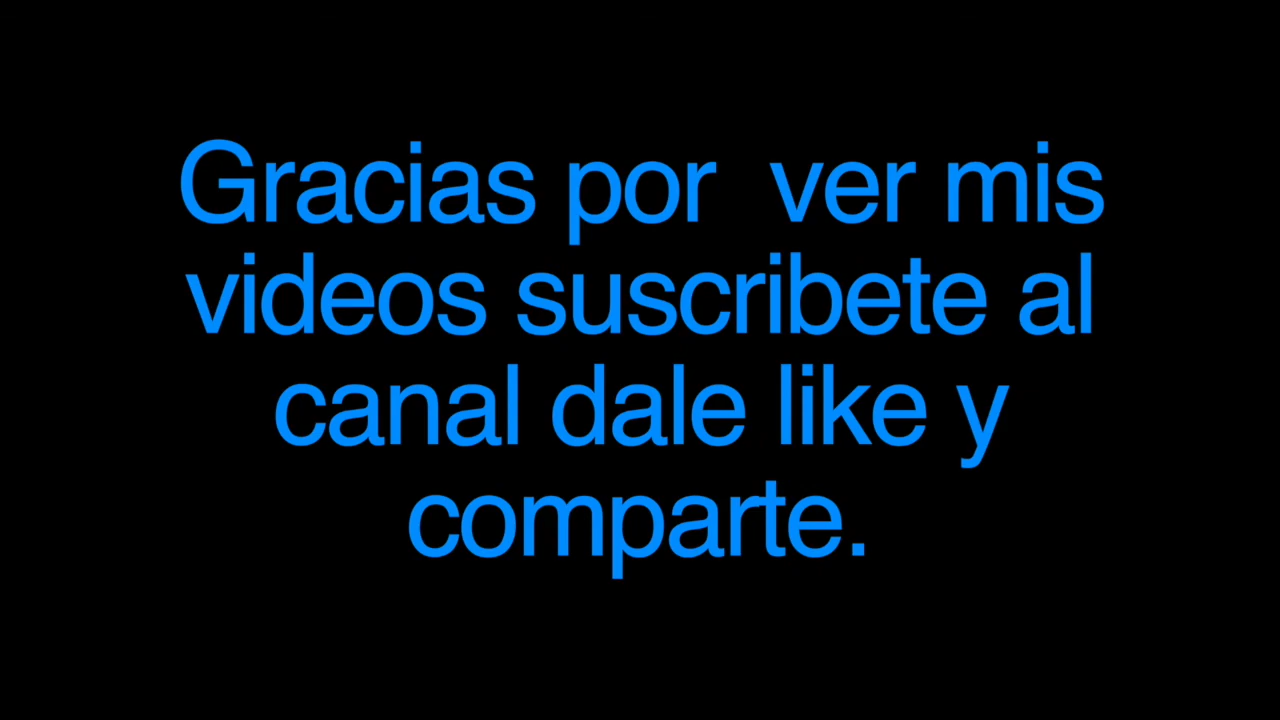 Gracias por  ver mis
videos suscribete al
canal dale like y
comparte.